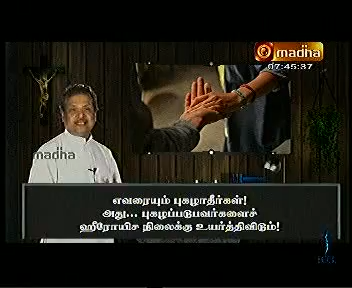 madha
07:45:37
madha
எவரையும் புகழாதீர்கள்!
அது... புகழப்படுபவர்களைச்
ஹீரோயிச நிலைக்கு உயர்த்திவிடும்!